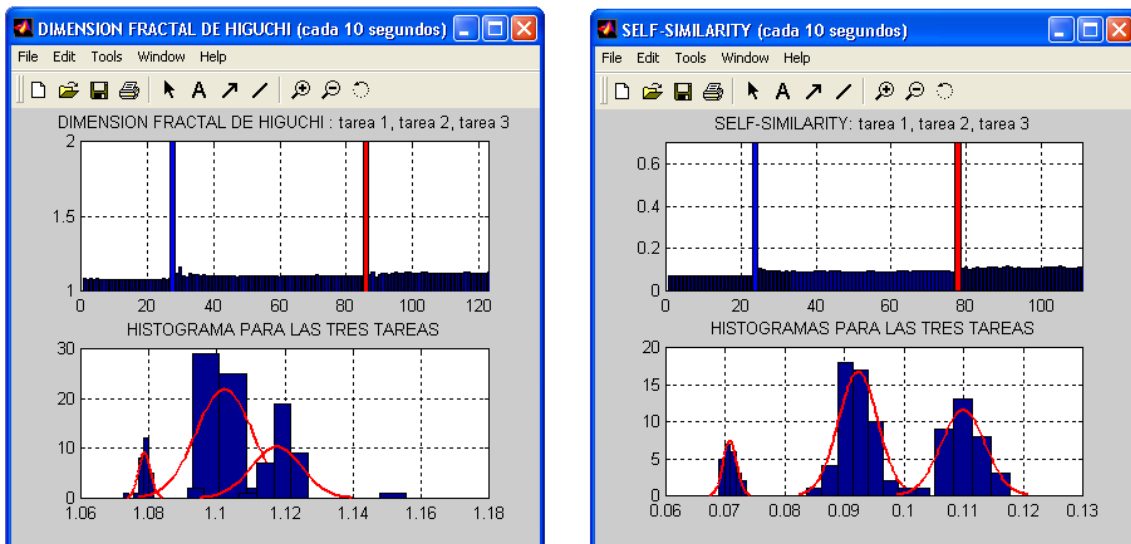 DIMENSION FRACTAL DE HIGUCHI (cada 10 segundos)
File Edit Tools Window Help
A
DIMENSION FRACTAL DE HIGUCHI : tarea 1, tarea 2, tarea 3
2
1.5
1
0 20 40 60 80 100 120
HISTOGRAMA PARA LAS TRES TAREAS
30
20
10
0
1.06 1.08 1.1 1.12 1.14 1.16 1.18
SELF-SIMILARITY (cada 10 segundos)
File Edit Tools Window Help
A
SELF-SIMILARITY: tarea 1, tarea 2, tarea 3
0.6
0.4
0.2
0
0 20 40 60 80 100
HISTOGRAMAS PARA LAS TRES TAREAS
20
15
10
5
0
0.06 0.07 0.08 0.09 0.1 0.11 0.12 0.13